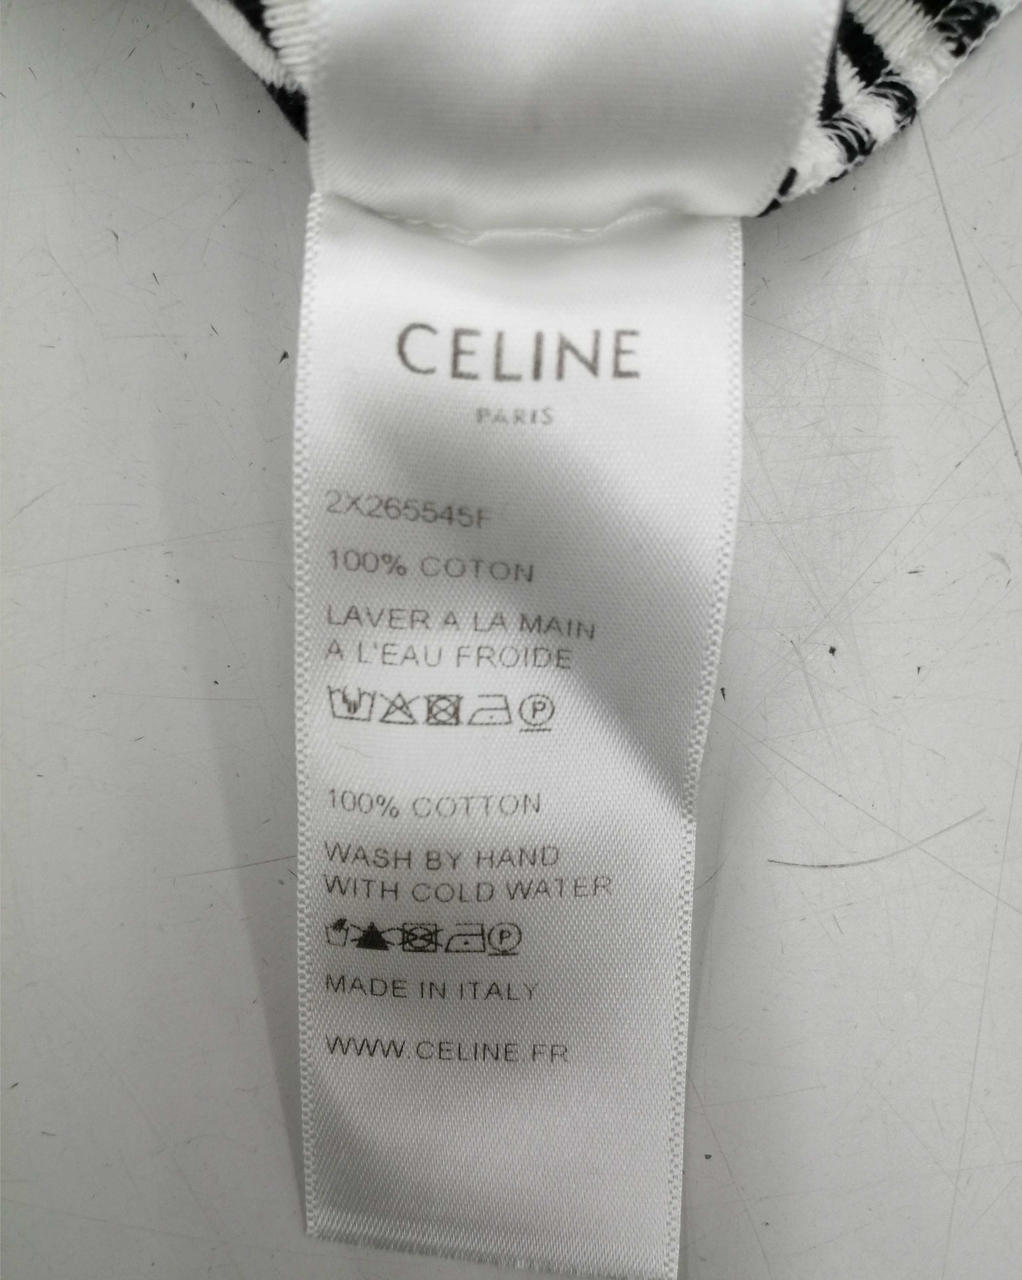 CELINE
PARIS
2X265545F
100% COTON
LAVER A LA MAIN
A L'EAU FROIDE
P
100% COTTON
WASH BY HAND
WITH COLD WATER
P
MADE IN ITALY
WWW.CELINE.FR